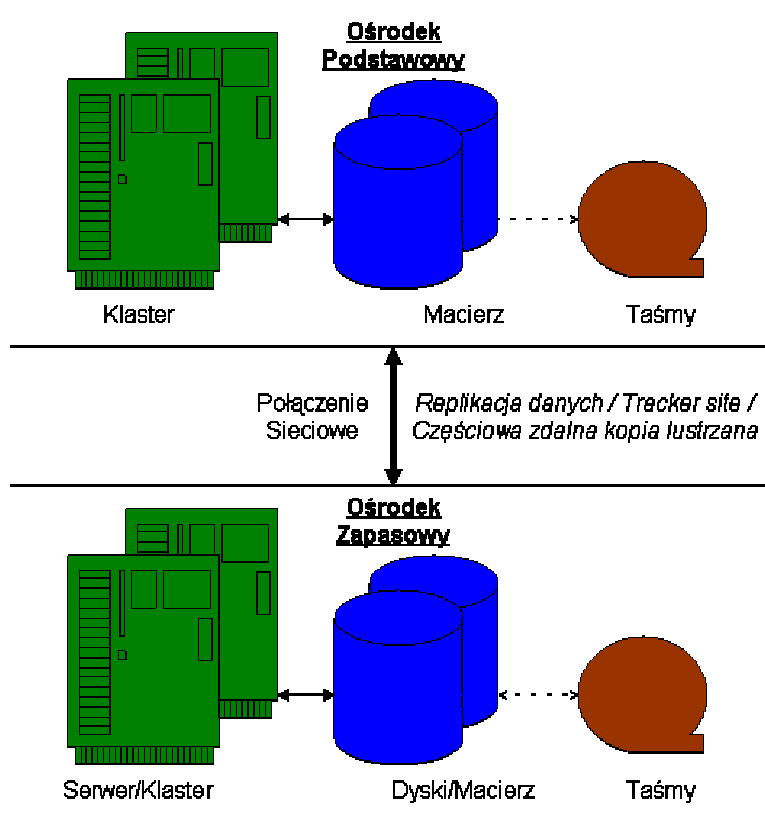 Ośrodek
Podstawowy
Klaster
Macierz
Taśmy
Połączenie
Sieciowe
Replikacja danych / Tracker site /
Częściowa zdalna kopia lustrzana
Ośrodek
Zapasowy
Serwer/Klaster
Dyski/Macierz
Taśmy